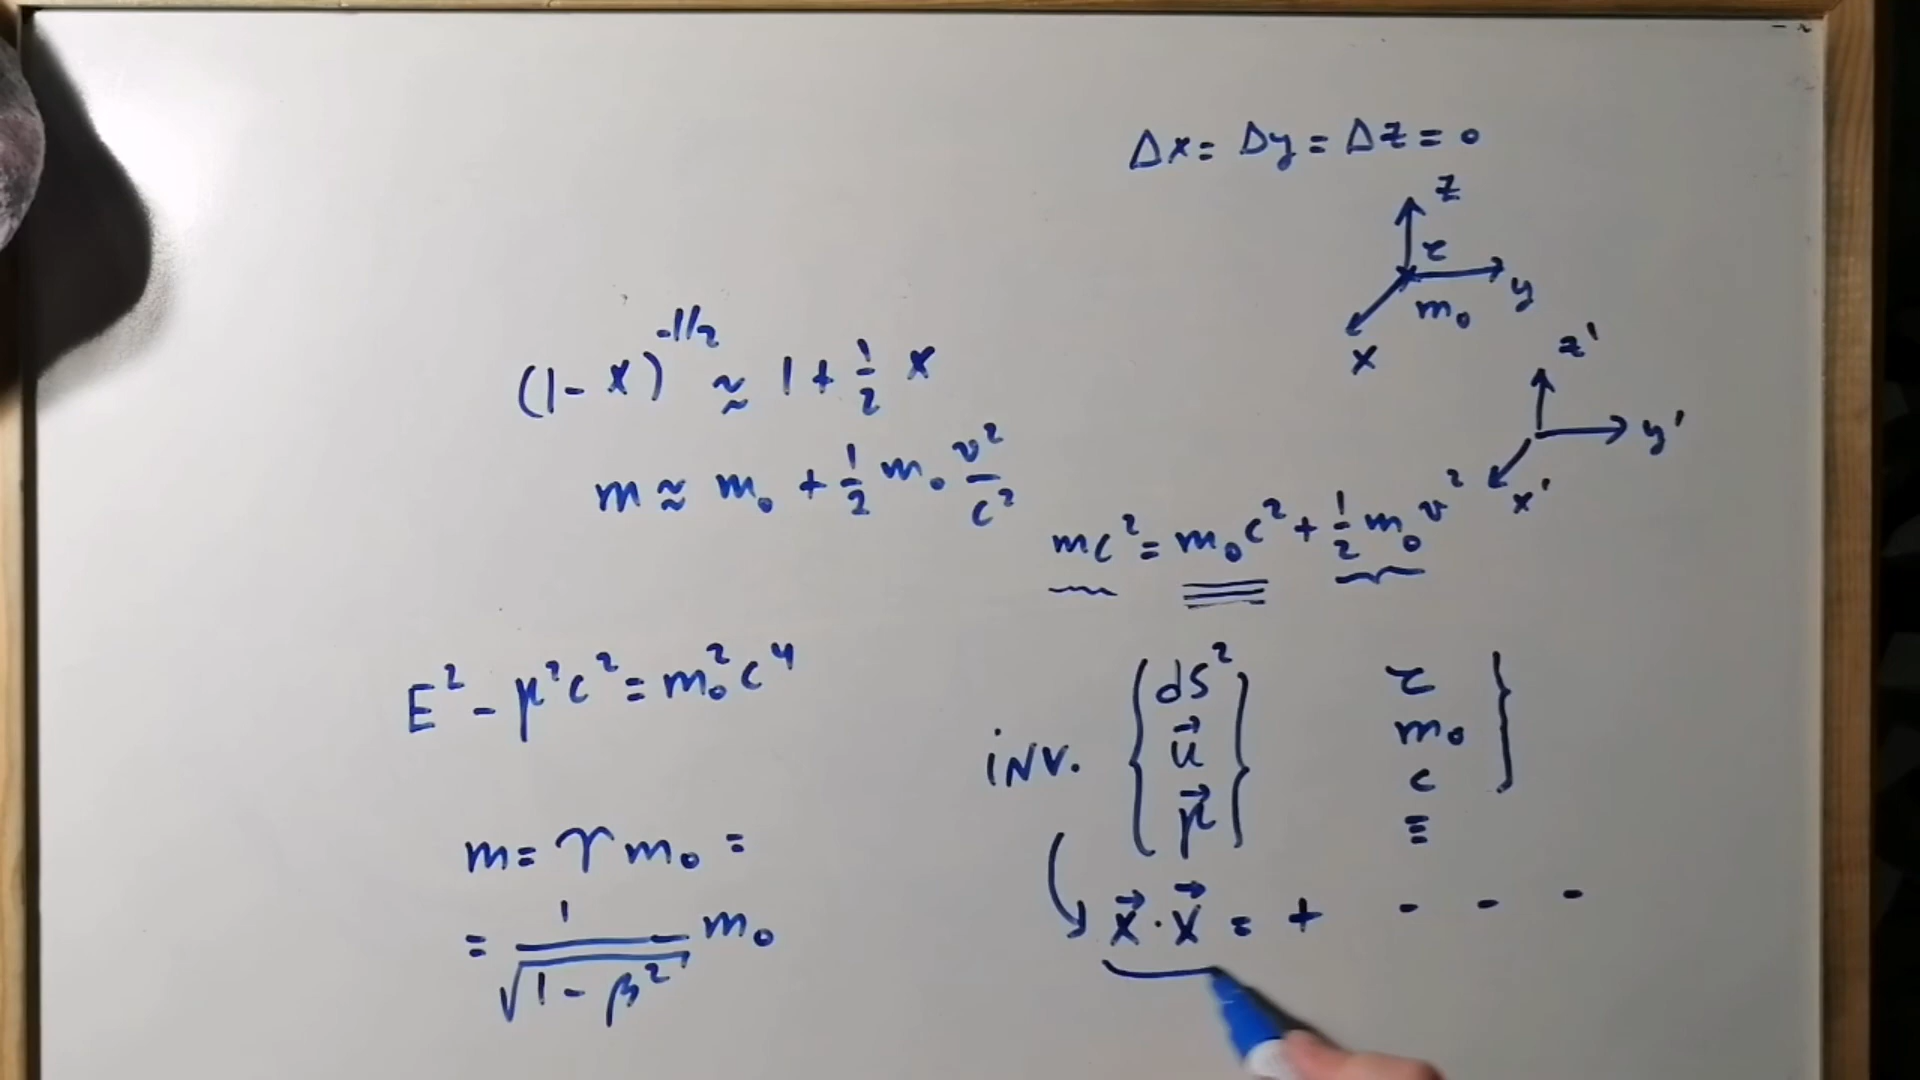 Δx = Δy = Δz = 0
z
τ
y
m₀
x
z'
y'
x'
(1 - x)^{-1/2} ≈ 1 + 1/2 x
m ≈ m₀ + 1/2 m₀ v²/c²
mc² = m₀c² + 1/2 m₀v²
E² - p²c² = m₀²c⁴
inv. { ds² u⃗ p⃗ }
τ
m₀
c
m = γ m₀ =
= 1/√(1 - β²) m₀
x⃗ · x⃗ = + - - -